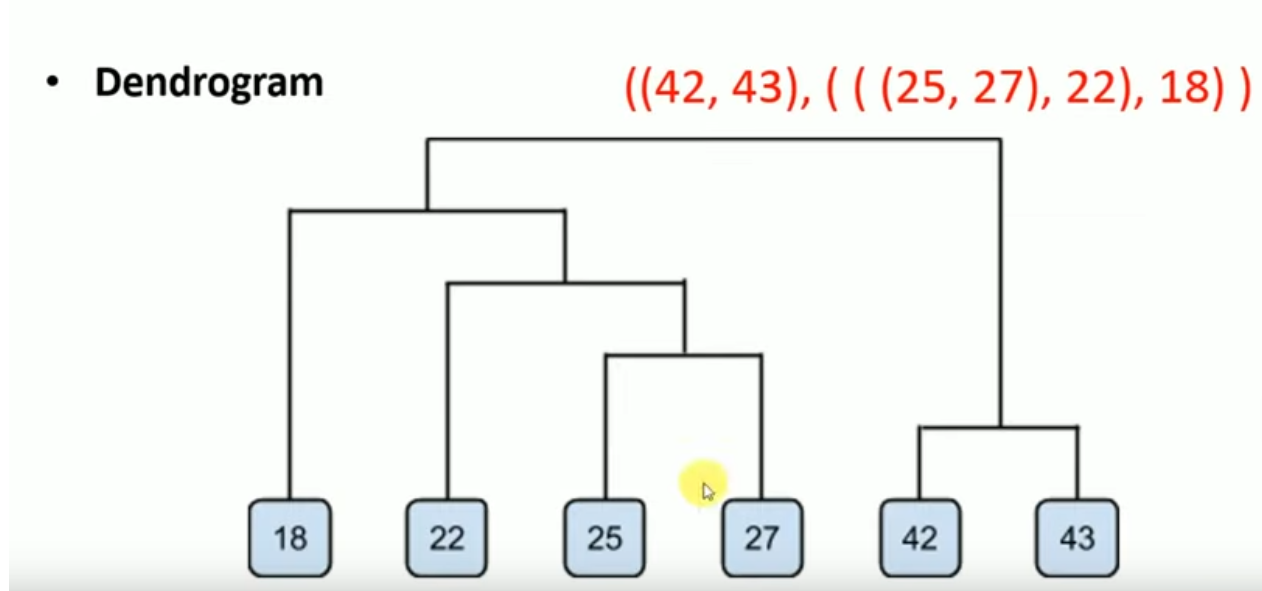 • Dendrogram ((42, 43), ( ( (25, 27), 22), 18) )
18 22 25 27 42 43